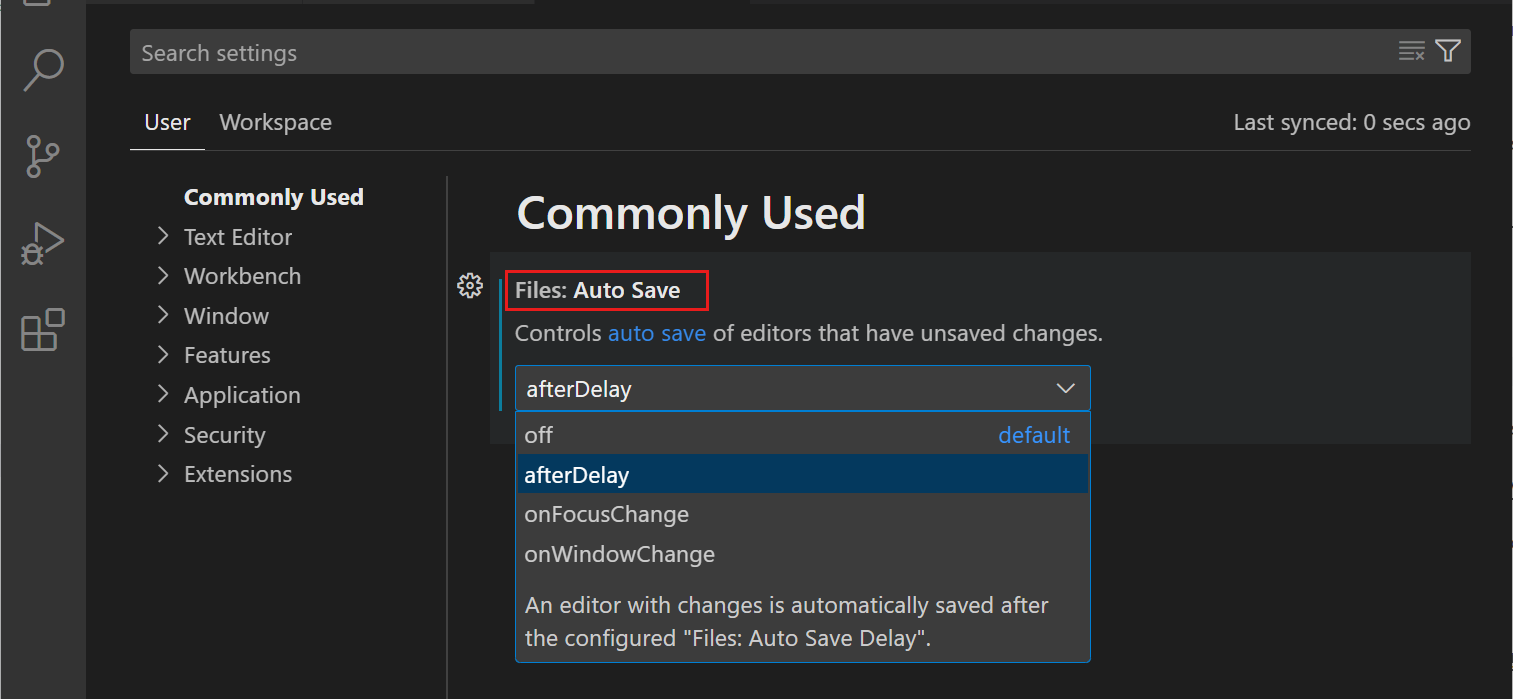 Search settings
User Workspace Last synced: 0 secs ago
Commonly Used
Text Editor
Workbench
Window
Features
Application
Security
Extensions
Commonly Used
Files: Auto Save
Controls auto save of editors that have unsaved changes.
afterDelay
off default
afterDelay
onFocusChange
onWindowChange
An editor with changes is automatically saved after
the configured "Files: Auto Save Delay".